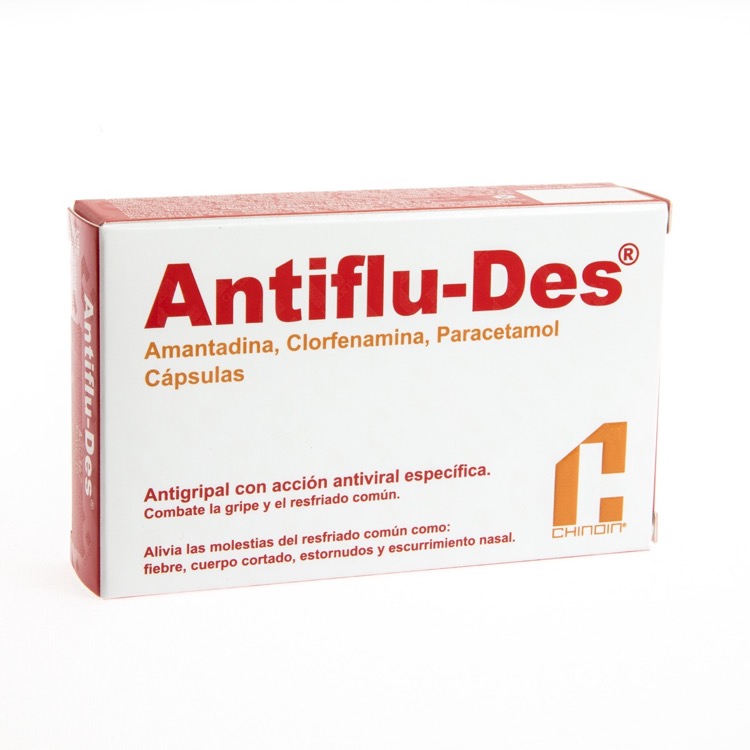 Antiflu-Des®
Amantadina, Clorfenamina, Paracetamol
Cápsulas
Antigripal con acción antiviral específica.
Combate la gripe y el resfriado común.
Alivia las molestias del resfriado común como:
fiebre, cuerpo cortado, estornudos y escurrimiento nasal.
CHINOIN®
Antiflu-Des®